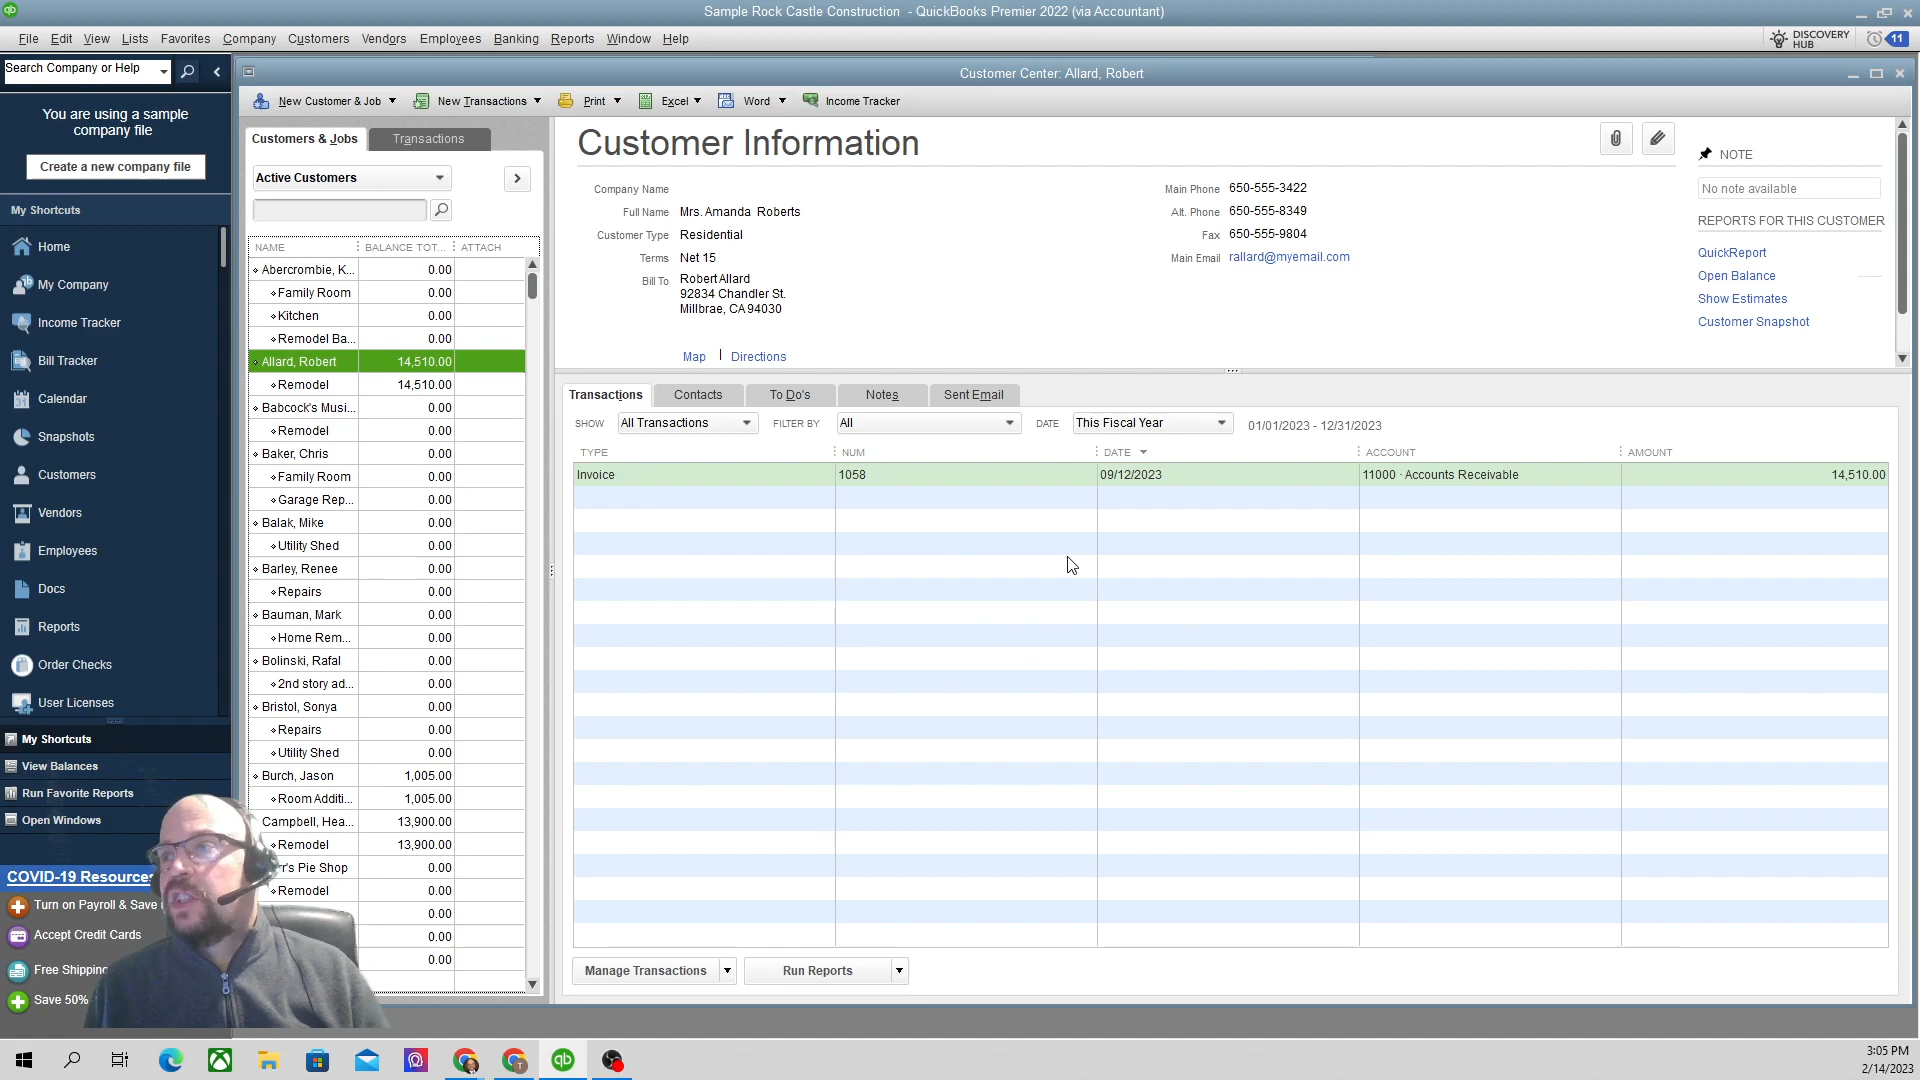 Sample Rock Castle Construction - QuickBooks Premier 2022 (via Accountant)
File Edit View Lists Favorites Company Customers Vendors Employees Banking Reports Window Help
DISCOVERY HUB
11
Search Company or Help
Customer Center: Allard, Robert
You are using a sample
company file
Create a new company file
My Shortcuts
Home
My Company
Income Tracker
Bill Tracker
Calendar
Snapshots
Customers
Vendors
Employees
Docs
Reports
Order Checks
User Licenses
My Shortcuts
View Balances
Run Favorite Reports
Open Windows
COVID-19 Resources
Turn on Payroll & Save
Accept Credit Cards
Free Shipping
Save 50%
New Customer & Job New Transactions Print Excel Word Income Tracker
Customers & Jobs Transactions
Active Customers
NAME BALANCE TOT... ATTACH
Abercrombie, K... 0.00
Family Room 0.00
Kitchen 0.00
Remodel Ba... 0.00
Allard, Robert 14,510.00
Remodel 14,510.00
Babcock's Musi... 0.00
Remodel 0.00
Baker, Chris 0.00
Family Room 0.00
Garage Rep... 0.00
Balak, Mike 0.00
Utility Shed 0.00
Barley, Renee 0.00
Repairs 0.00
Bauman, Mark 0.00
Home Rem... 0.00
Bolinski, Rafal 0.00
2nd story ad... 0.00
Bristol, Sonya 0.00
Repairs 0.00
Utility Shed 0.00
Burch, Jason 1,005.00
Room Additi... 1,005.00
Campbell, Hea... 13,900.00
Remodel 13,900.00
r's Pie Shop 0.00
Remodel 0.00
0.00
0.00
0.00
Customer Information
Company Name
Full Name Mrs. Amanda Roberts
Customer Type Residential
Terms Net 15
Bill To Robert Allard
92834 Chandler St.
Millbrae, CA 94030
Map | Directions
Main Phone 650-555-3422
Alt. Phone 650-555-8349
Fax 650-555-9804
Main Email rallard@myemail.com
NOTE
No note available
REPORTS FOR THIS CUSTOMER
QuickReport
Open Balance
Show Estimates
Customer Snapshot
Transactions Contacts To Do's Notes Sent Email
SHOW All Transactions FILTER BY All DATE This Fiscal Year 01/01/2023 - 12/31/2023
TYPE NUM DATE ACCOUNT AMOUNT
Invoice 1058 09/12/2023 11000 · Accounts Receivable 14,510.00
Manage Transactions Run Reports
3:05 PM
2/14/2023